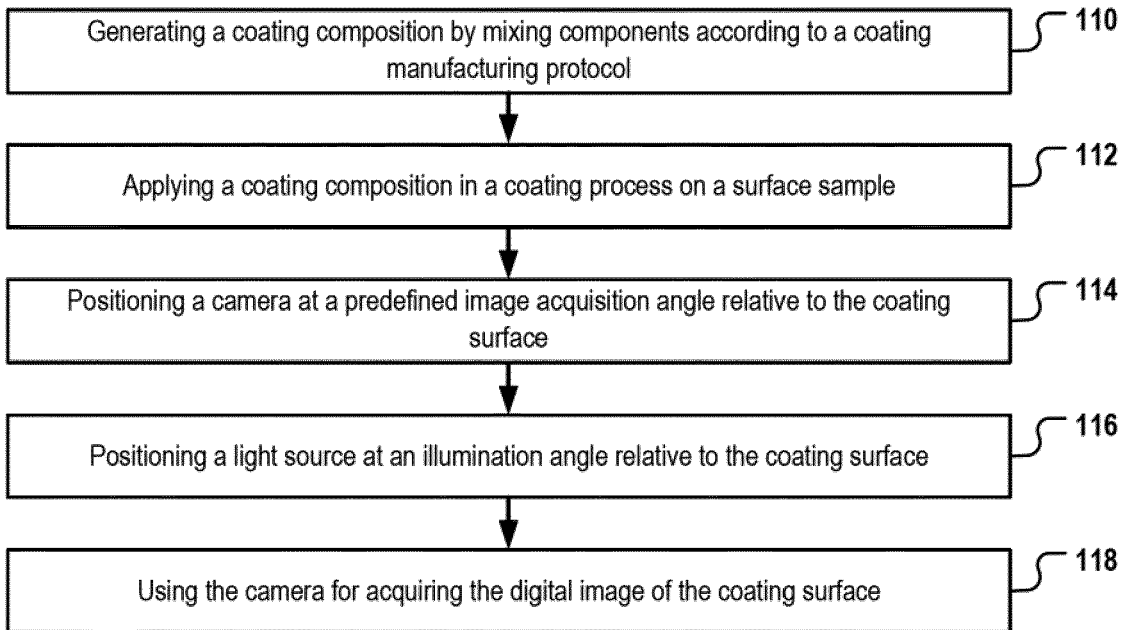 Generating a coating composition by mixing components according to a coating
manufacturing protocol
110
Applying a coating composition in a coating process on a surface sample
112
Positioning a camera at a predefined image acquisition angle relative to the coating
surface
114
Positioning a light source at an illumination angle relative to the coating surface
116
Using the camera for acquiring the digital image of the coating surface
118